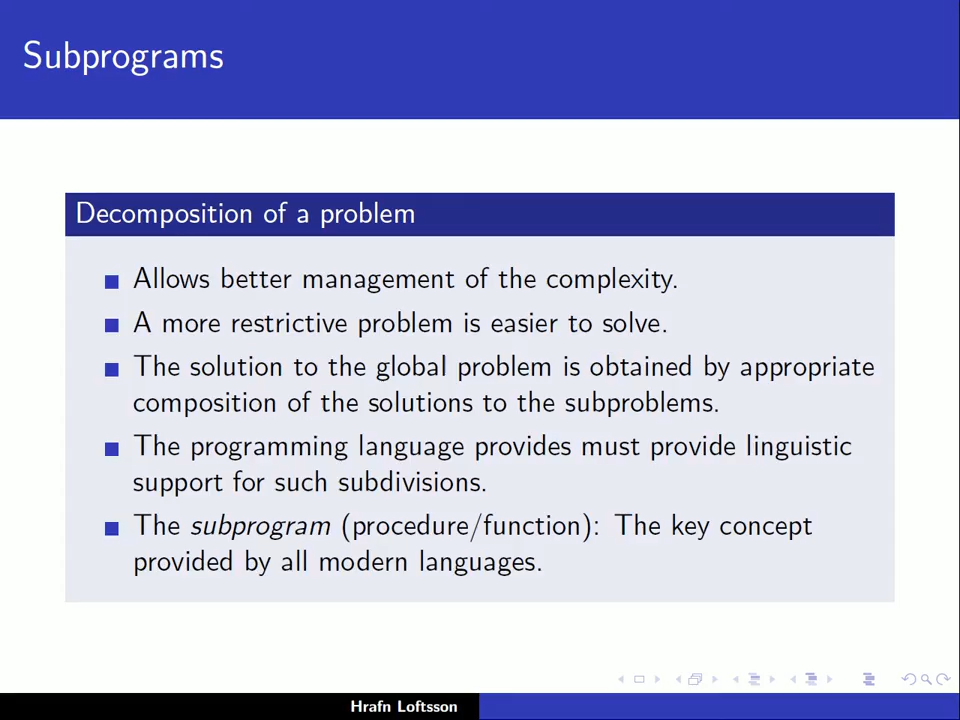 Subprograms
Decomposition of a problem
Allows better management of the complexity.
A more restrictive problem is easier to solve.
The solution to the global problem is obtained by appropriate
composition of the solutions to the subproblems.
The programming language provides must provide linguistic
support for such subdivisions.
The subprogram (procedure/function): The key concept
provided by all modern languages.
Hrafn Loftsson